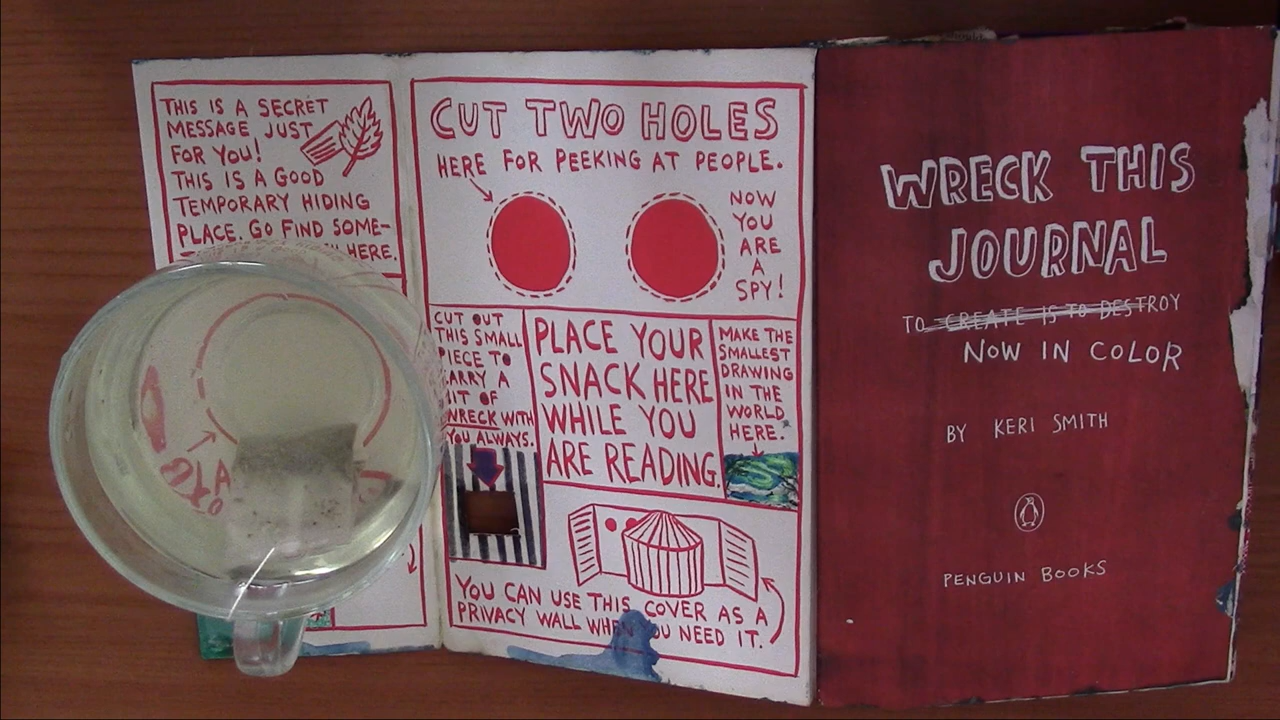 THIS IS A SECRET
MESSAGE, JUST
FOR YOU!
THIS IS A GOOD
TEMPORARY HIDING
PLACE. GO FIND SOME-
HERE.
CUT TWO HOLES
HERE FOR PEEKING AT PEOPLE.
NOW
YOU
ARE
A
SPY!
CUT OUT
THIS SMALL
PIECE TO
CARRY A
BIT OF
WRECK WITH
YOU ALWAYS.
PLACE YOUR
SNACK HERE
WHILE YOU
ARE READING.
MAKE THE
SMALLEST
DRAWING
IN THE
WORLD
HERE.
YOU CAN USE THIS COVER AS A
PRIVACY WALL WHEN YOU NEED IT.
WRECK THIS
JOURNAL
TO CREATE IS TO DESTROY
NOW IN COLOR
BY KERI SMITH
PENGUIN BOOKS